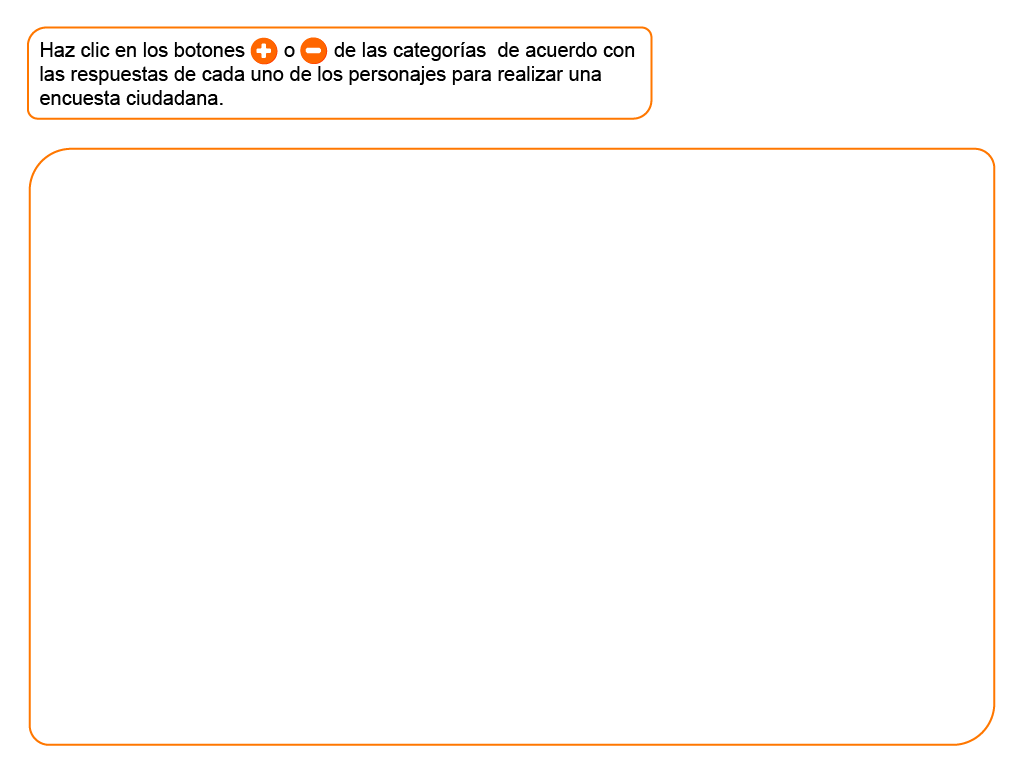 Haz clic en los botones + o − de las categorías  de acuerdo con
las respuestas de cada uno de los personajes para realizar una
encuesta ciudadana.